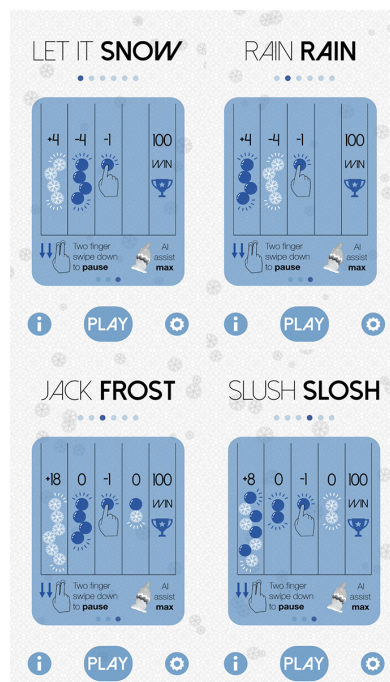 LET IT SNOW
+4 -4 -1 100
WIN
Two finger
swipe down
to pause
AI
assist
max
i PLAY
RAIN RAIN
+4 -4 -1 100
WIN
Two finger
swipe down
to pause
AI
assist
max
i PLAY
JACK FROST
+18 0 -1 0 100
WIN
Two finger
swipe down
to pause
AI
assist
max
i PLAY
SLUSH SLOSH
+8 0 -1 0 100
WIN
Two finger
swipe down
to pause
AI
assist
max
i PLAY